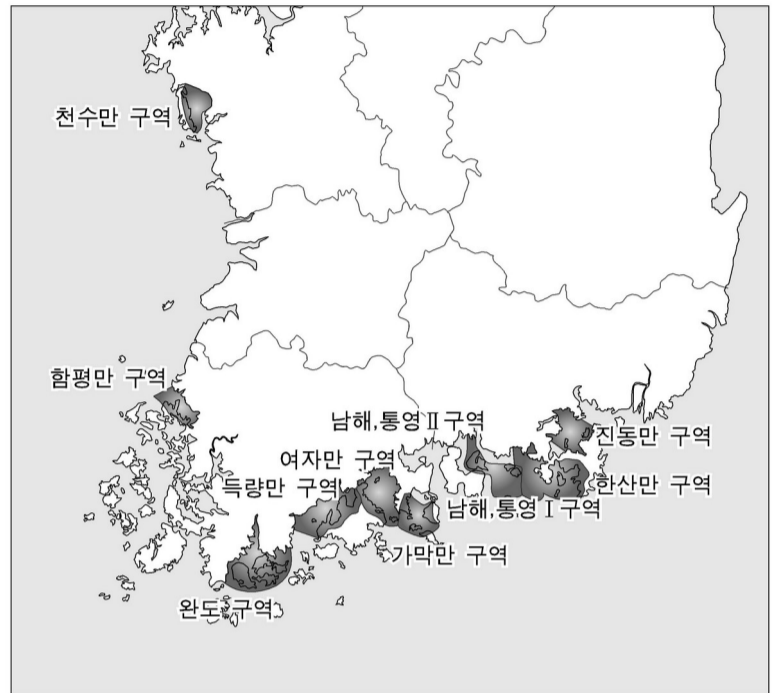 천수만 구역
함평만 구역
남해,통영Ⅱ구역
진동만 구역
여자만 구역
득량만 구역
한산만 구역
남해,통영Ⅰ구역
가막만 구역
완도 구역